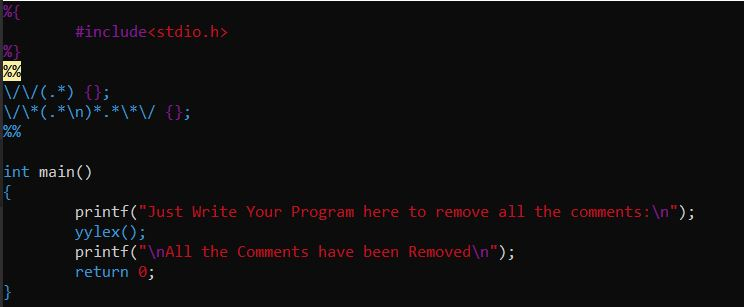 %{
#include<stdio.h>
%}
%%
\/\/(.*) {};
\/\*(.*\n)*.*\*\/ {};
%%
int main()
{
printf("Just Write Your Program here to remove all the comments:\n");
yylex();
printf("\nAll the Comments have been Removed\n");
return 0;
}